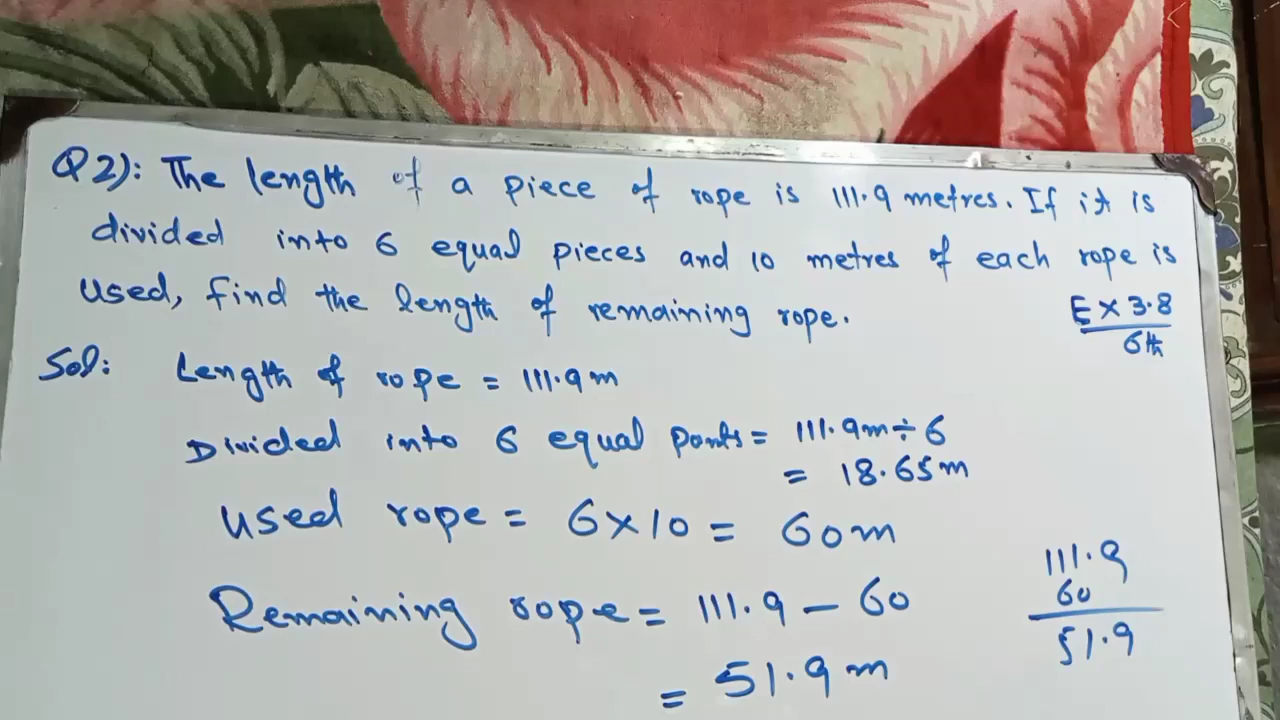 Q2): The length of a piece of rope is 111.9 metres. If it is
divided into 6 equal pieces and 10 metres of each rope is
used, find the length of remaining rope.
Ex 3.8
6th
Sol: Length of rope = 111.9m
Divided into 6 equal parts = 111.9m ÷ 6
= 18.65m
Used rope = 6 × 10 = 60m
Remaining rope = 111.9 – 60
= 51.9 m
111.9
60
51.9